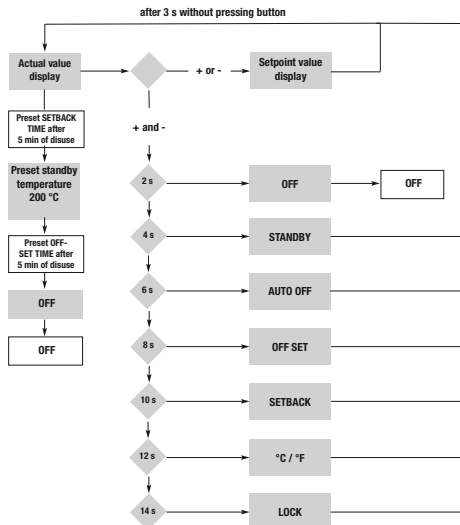 after 3 s without pressing button
Actual value
display
+ or -
Setpoint value
display
Preset SETBACK
TIME after
5 min of disuse
+ and -
Preset standby
temperature
200 °C
2 s
OFF
OFF
Preset OFF-
SET TIME after
5 min of disuse
4 s
STANDBY
OFF
6 s
AUTO OFF
OFF
8 s
OFF SET
10 s
SETBACK
12 s
°C / °F
14 s
LOCK